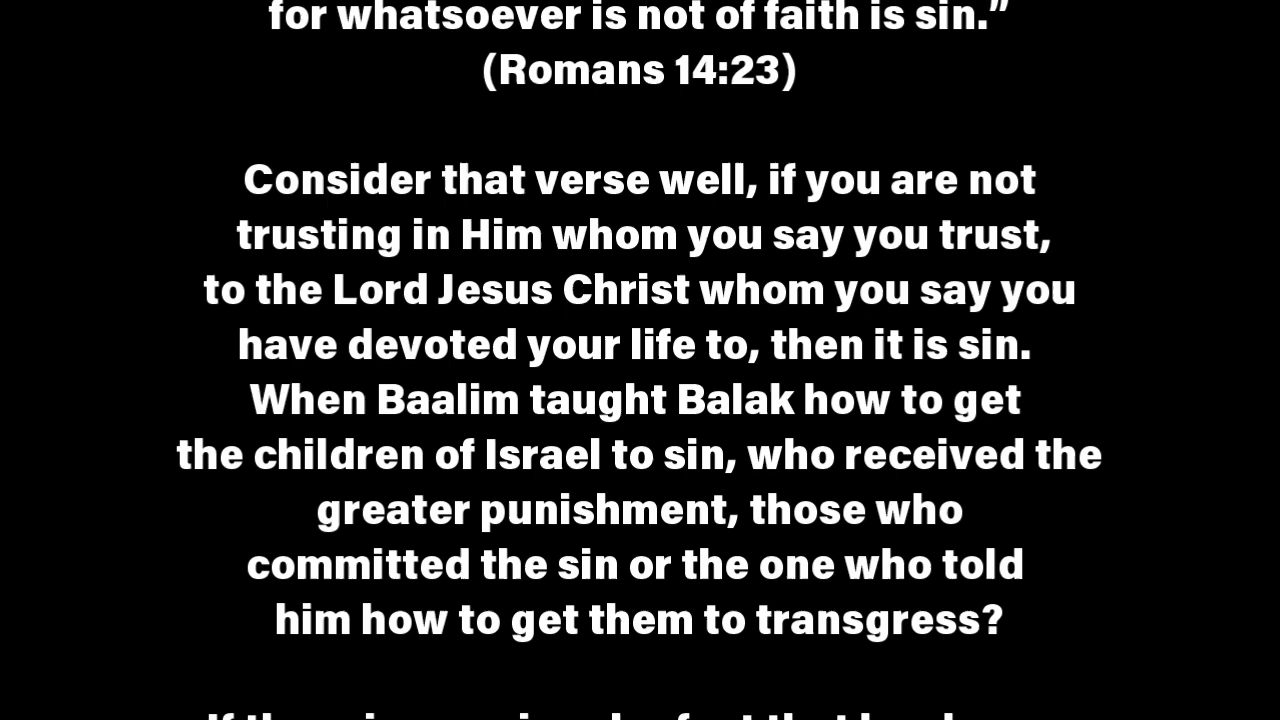 for whatsoever is not of faith is sin.”
(Romans 14:23)
Consider that verse well, if you are not
trusting in Him whom you say you trust,
to the Lord Jesus Christ whom you say you
have devoted your life to, then it is sin.
When Baalim taught Balak how to get
the children of Israel to sin, who received the
greater punishment, those who
committed the sin or the one who told
him how to get them to transgress?